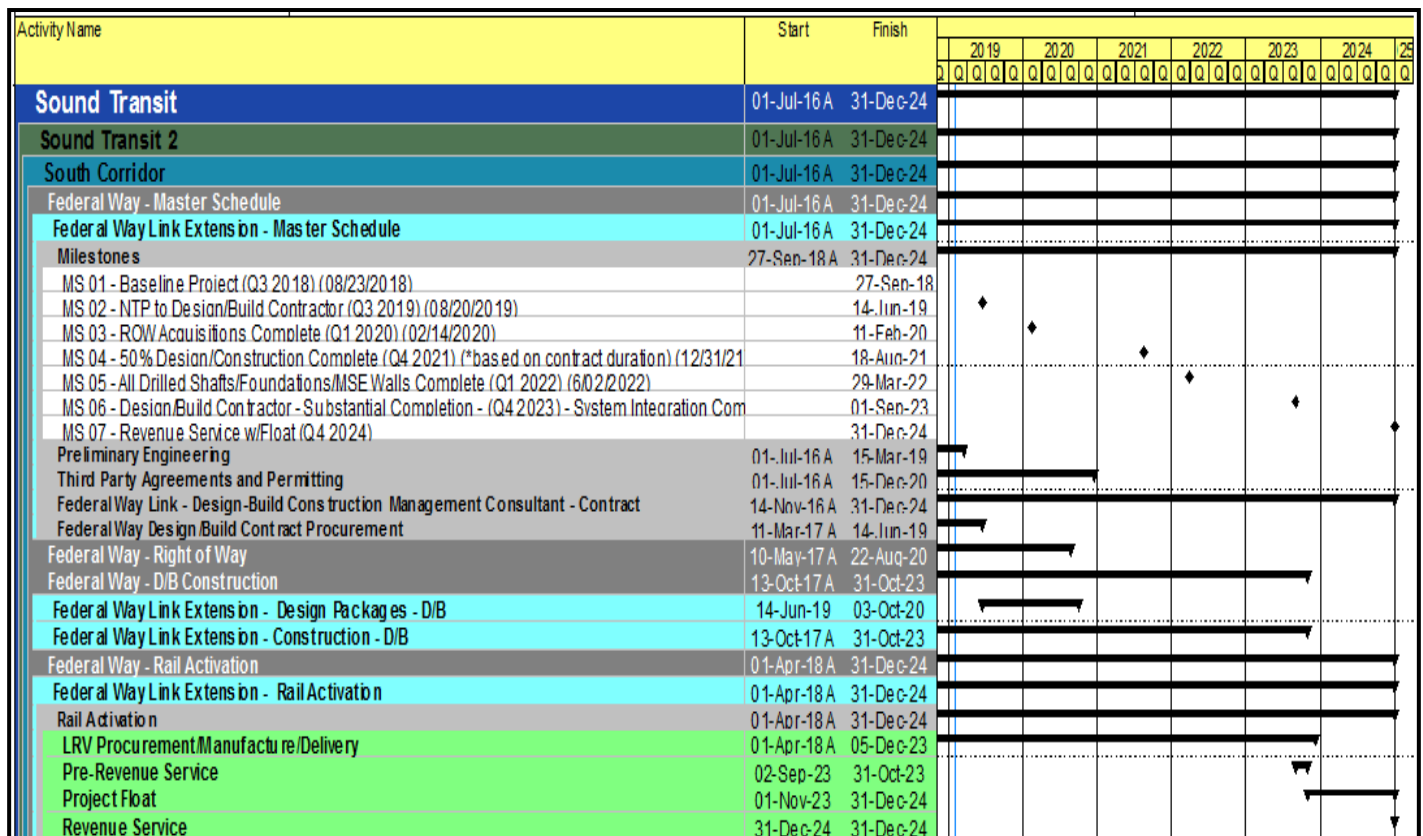 Activity Name Start Finish
2019 2020 2021 2022 2023 2024 25
Q Q Q Q Q Q Q Q Q Q Q Q Q Q Q Q Q Q Q Q Q Q Q Q Q
Sound Transit 01-Jul-16 A 31-Dec-24
Sound Transit 2 01-Jul-16 A 31-Dec-24
South Corridor 01-Jul-16 A 31-Dec-24
Federal Way - Master Schedule 01-Jul-16 A 31-Dec-24
Federal Way Link Extension - Master Schedule 01-Jul-16 A 31-Dec-24
Milestones 27-Sep-18 A 31-Dec-24
MS 01 - Baseline Project (Q3 2018) (08/23/2018) 27-Sep-18
MS 02 - NTP to Design/Build Contractor (Q3 2019) (08/20/2019) 14-Jun-19
MS 03 - ROW Acquisitions Complete (Q1 2020) (02/14/2020) 11-Feb-20
MS 04 - 50% Design/Construction Complete (Q4 2021) (*based on contract duration) (12/31/21 18-Aug-21
MS 05 - All Drilled Shafts/Foundations/MSE Walls Complete (Q1 2022) (6/02/2022) 29-Mar-22
MS 06 - Design/Build Contractor - Substantial Completion - (Q4 2023) - System Integration Com 01-Sep-23
MS 07 - Revenue Service w/Float (Q4 2024) 31-Dec-24
Preliminary Engineering 01-Jul-16 A 15-Mar-19
Third Party Agreements and Permitting 01-Jul-16 A 15-Dec-20
Federal Way Link - Design-Build Construction Management Consultant - Contract 14-Nov-16 A 31-Dec-24
Federal Way Design/Build Contract Procurement 11-Mar-17 A 14-Jun-19
Federal Way - Right of Way 10-May-17 A 22-Aug-20
Federal Way - D/B Construction 13-Oct-17 A 31-Oct-23
Federal Way Link Extension - Design Packages - D/B 14-Jun-19 03-Oct-20
Federal Way Link Extension - Construction - D/B 13-Oct-17 A 31-Oct-23
Federal Way - Rail Activation 01-Apr-18 A 31-Dec-24
Federal Way Link Extension - Rail Activation 01-Apr-18 A 31-Dec-24
Rail Activation 01-Apr-18 A 31-Dec-24
LRV Procurement/Manufacture/Delivery 01-Apr-18 A 05-Dec-23
Pre-Revenue Service 02-Sep-23 31-Oct-23
Project Float 01-Nov-23 31-Dec-24
Revenue Service 31-Dec-24 31-Dec-24